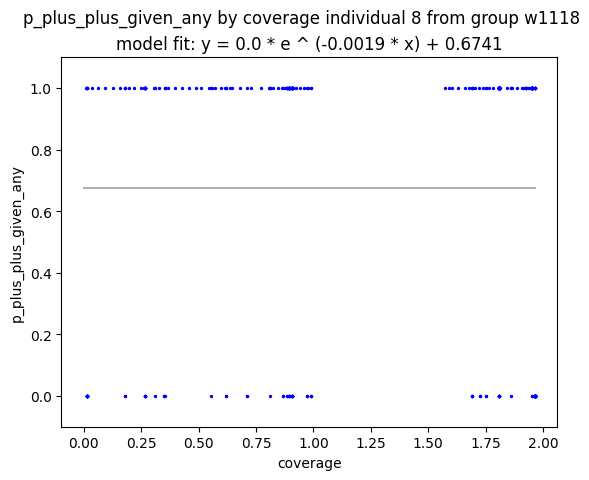 p_plus_plus_given_any by coverage individual 8 from group w1118
model fit: y = 0.0 * e ^ (-0.0019 * x) + 0.6741
p_plus_plus_given_any
1.0
0.8
0.6
0.4
0.2
0.0
0.00 0.25 0.50 0.75 1.00 1.25 1.50 1.75 2.00
coverage